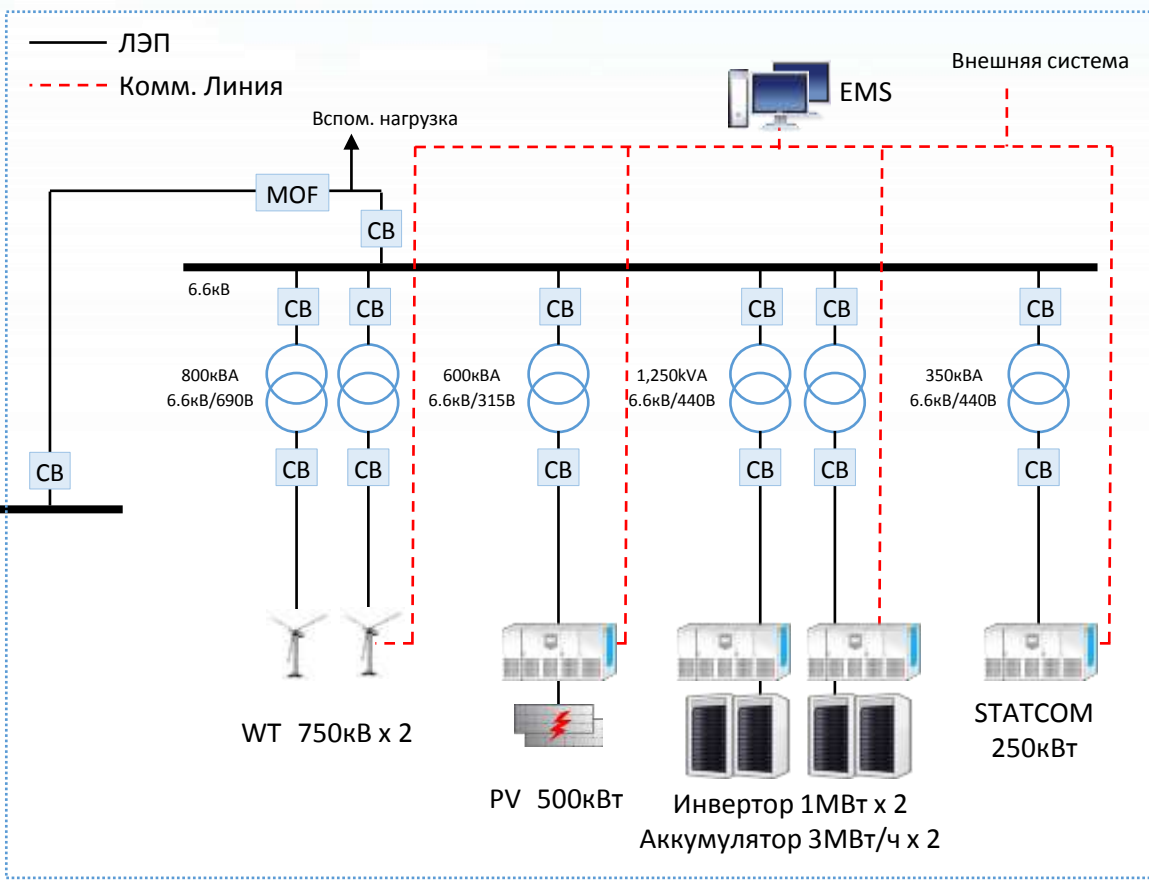 ЛЭП
Комм. Линия
Внешняя система
EMS
Вспом. нагрузка
MOF
CB
6.6кВ
CB
CB
CB
CB
CB
CB
800кВА
6.6кВ/690В
600кВА
6.6кВ/315В
1,250kVA
6.6кВ/440В
350кВА
6.6кВ/440В
CB
CB
CB
CB
CB
CB
CB
WT 750кВ x 2
PV 500кВт
Инвертор 1МВт x 2
Аккумулятор 3МВт/ч x 2
STATCOM
250кВт